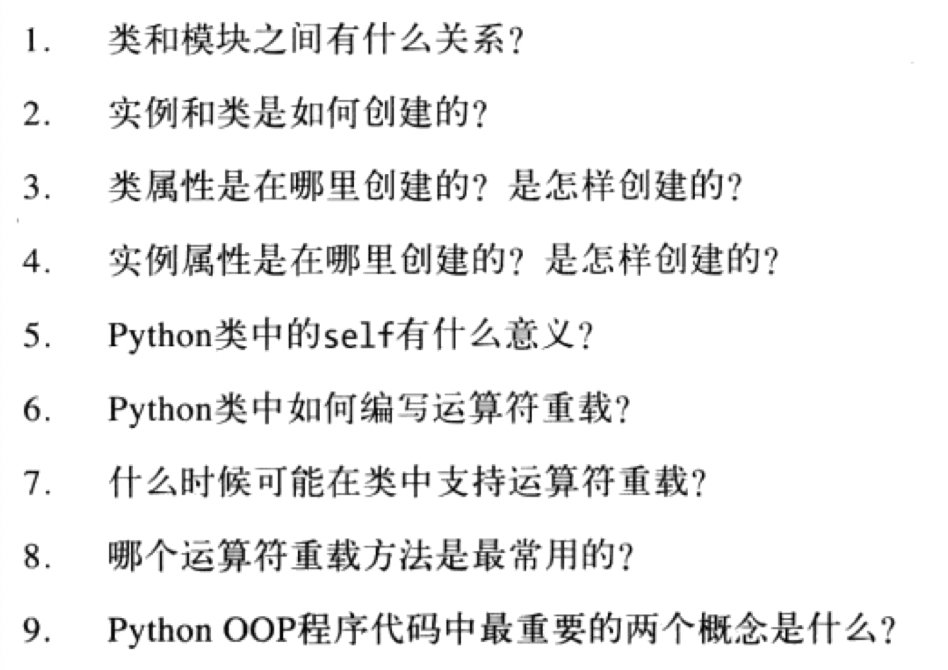 1. 类和模块之间有什么关系？
2. 实例和类是如何创建的？
3. 类属性是在哪里创建的？是怎样创建的？
4. 实例属性是在哪里创建的？是怎样创建的？
5. Python类中的self有什么意义？
6. Python类中如何编写运算符重载？
7. 什么时候可能在类中支持运算符重载？
8. 哪个运算符重载方法是最常用的？
9. Python OOP程序代码中最重要的两个概念是什么？